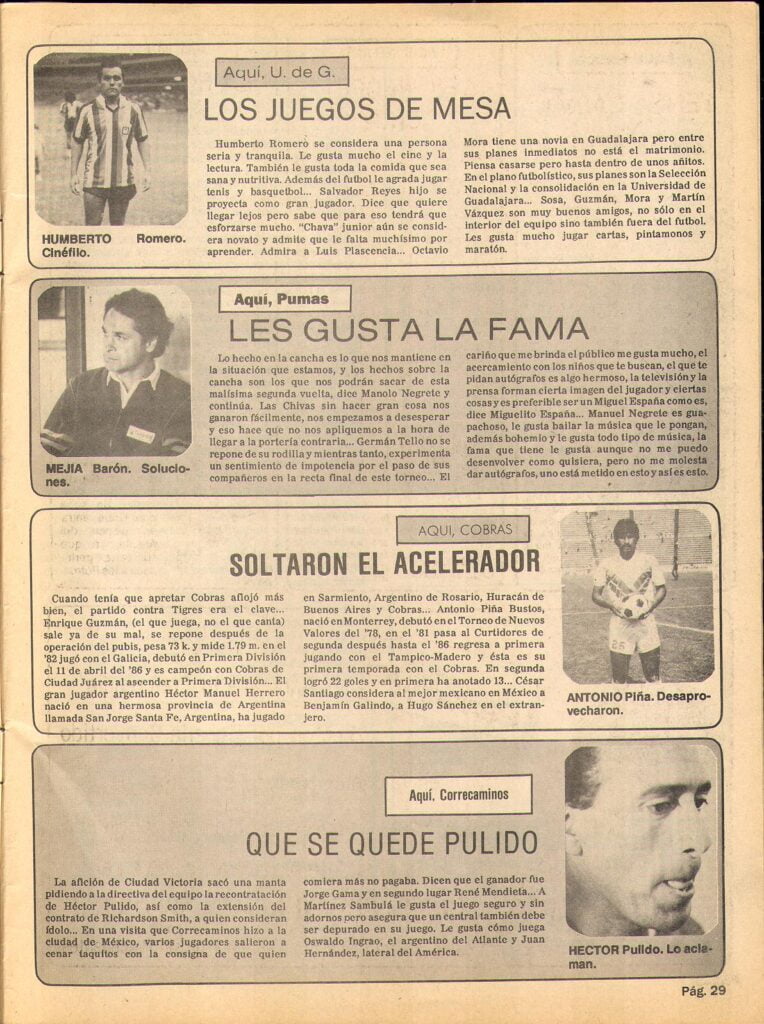 Aquí, U. de G.
LOS JUEGOS DE MESA
Humberto Romero se considera una persona
seria y tranquila. Le gusta mucho el cine y la
lectura. También le gusta toda la comida que sea
sana y nutritiva. Además del futbol le agrada jugar
tenis y basquetbol... Salvador Reyes hijo se
proyecta como gran jugador. Dice que quiere
llegar lejos pero sabe que para eso tendrá que
esforzarse mucho. "Chava" junior aún se consid-
era novato y admite que le falta muchísimo por
aprender. Admira a Luis Plascencia... Octavio
Mora tiene una novia en Guadalajara pero entre
sus planes inmediatos no está el matrimonio.
Piensa casarse pero hasta dentro de unos añitos.
En el plano futbolístico, sus planes son la Selección
Nacional y la consolidación en la Universidad de
Guadalajara... Sosa, Guzmán, Mora y Martín
Vázquez son muy buenos amigos, no sólo en el
interior del equipo sino también fuera del futbol.
Les gusta mucho jugar cartas, pintamonos y
maratón.
HUMBERTO Romero.
Cinéfilo.
Aquí, Pumas
LES GUSTA LA FAMA
Lo hecho en la cancha es lo que nos mantiene en
la situación que estamos, y los hechos sobre la
cancha son los que nos podrán sacar de esta
malísima segunda vuelta, dice Manolo Negrete y
continúa. Las Chivas sin hacer gran cosa nos
ganaron fácilmente, nos empezamos a desesperar
y eso hace que no nos apliquemos a la hora de
llegar a la portería contraria... Germán Tello no se
repone de su rodilla y mientras tanto, experimenta
un sentimiento de impotencia por el paso de sus
compañeros en la recta final de este torneo... El
cariño que me brinda el público me gusta mucho, el
acercamiento con los niños que te buscan, el que te
pidan autógrafos es algo hermoso, la televisión y la
prensa forman cierta imagen del jugador y ciertas
cosas y es preferible ser un Miguel España como es,
dice Miguelito España... Manuel Negrete es gua-
pachoso, le gusta bailar la música que le pongan,
además bohemio y le gusta todo tipo de música, la
fama que tiene le gusta aunque no me puedo
desenvolver como quisiera, pero no me molesta
dar autógrafos, uno está metido en esto y así es esto.
MEJIA Barón. Solucio-
nes.
AQUI, COBRAS
SOLTARON EL ACELERADOR
Cuando tenía que apretar Cobras aflojó más
bien, el partido contra Tigres era el clave...
Enrique Guzmán, (el que juega, no el que canta)
sale ya de su mal, se repone después de la
operación del pubis, pesa 73 k. y mide 1.79 m. en el
'82 jugó con el Galicia, debutó en Primera División
el 11 de abril del '86 y es campeón con Cobras de
Ciudad Juárez al ascender a Primera División... El
gran jugador argentino Héctor Manuel Herrero
nació en una hermosa provincia de Argentina
llamada San Jorge Santa Fe, Argentina, ha jugado
en Sarmiento, Argentino de Rosario, Huracán de
Buenos Aires y Cobras... Antonio Piña Bustos,
nació en Monterrey, debutó en el Torneo de Nuevos
Valores del '78, en el '81 pasó al Curtidores de
segunda después hasta el '86 regresa a primera
jugando con el Tampico-Madero y ésta es su
primera temporada con el Cobras. En segunda
logró 22 goles y en primera ha anotado 13... César
Santiago considera al mejor mexicano en México a
Benjamín Galindo, a Hugo Sánchez en el extran-
jero.
26
ANTONIO Piña. Desapro-
vecharon.
Aquí, Correcaminos
QUE SE QUEDE PULIDO
La afición de Ciudad Victoria sacó una manta
pidiendo a la directiva del equipo la recontratación
de Héctor Pulido, así como la extensión del
contrato de Richardson Smith, a quien consideran
ídolo... En una visita que Correcaminos hizo a la
ciudad de México, varios jugadores salieron a
cenar taquitos con la consigna de que quien
comiera más no pagaba. Dicen que el ganador fue
Jorge Gama y en segundo lugar René Mendieta... A
Martínez Sambulá le gusta el juego seguro y sin
adornos pero asegura que un central también debe
ser depurado en su juego. Le gusta cómo juega
Oswaldo Ingrao, el argentino del Atlante y Juan
Hernández, lateral del América.
HECTOR Pulido. Lo acla-
man.
Pág. 29